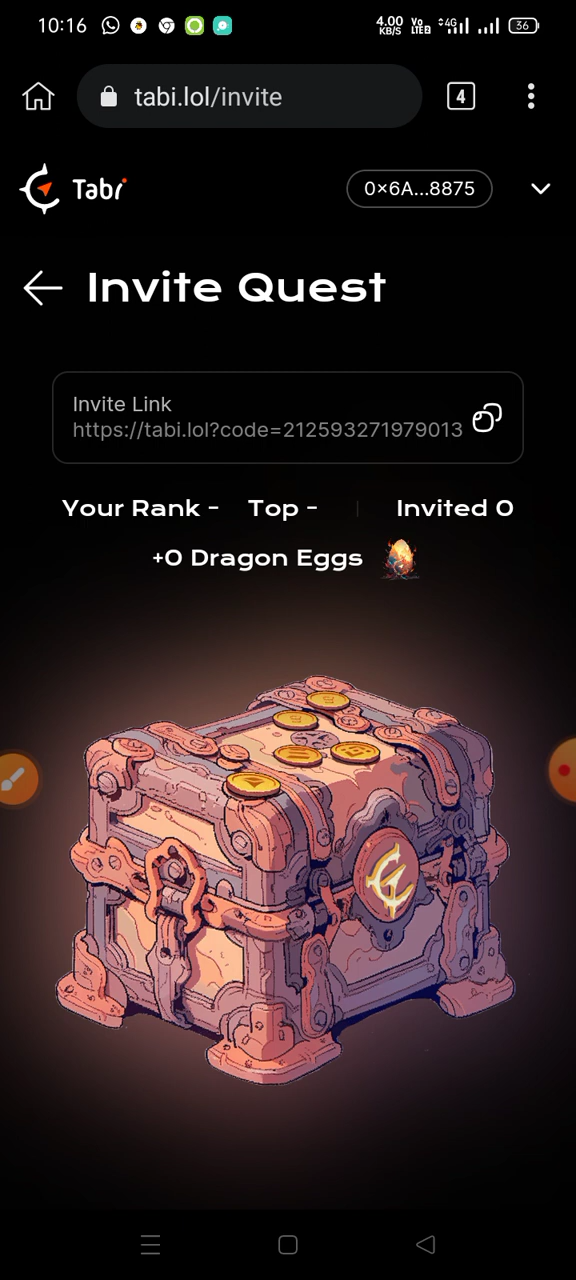 10:16 4.00 KB/S Vo LTE2 4G 36
tabi.lol/invite 4
Tabi 0×6A...8875
Invite Quest
Invite Link
https://tabi.lol?code=212593271979013
Your Rank - Top - Invited 0
+0 Dragon Eggs